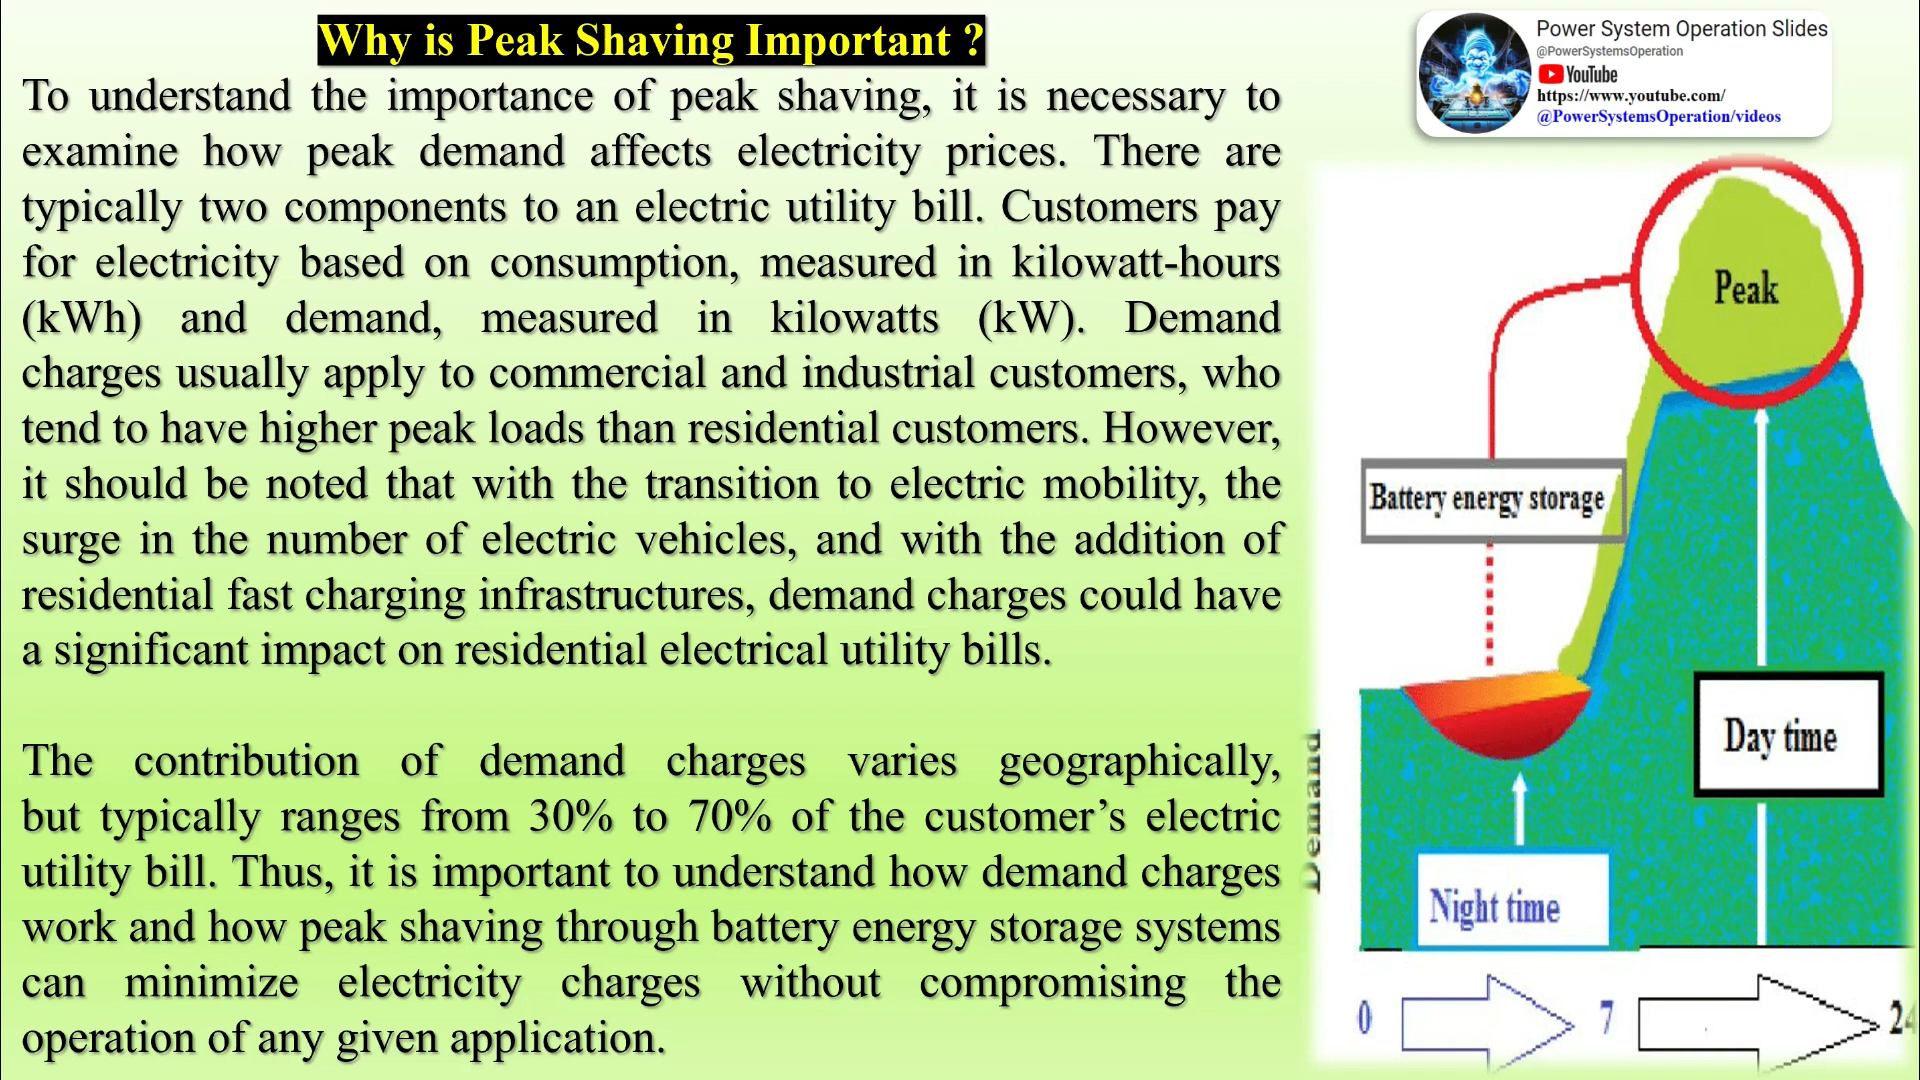 Why is Peak Shaving Important ?
To understand the importance of peak shaving, it is necessary to
examine how peak demand affects electricity prices. There are
typically two components to an electric utility bill. Customers pay
for electricity based on consumption, measured in kilowatt-hours
(kWh) and demand, measured in kilowatts (kW). Demand
charges usually apply to commercial and industrial customers, who
tend to have higher peak loads than residential customers. However,
it should be noted that with the transition to electric mobility, the
surge in the number of electric vehicles, and with the addition of
residential fast charging infrastructures, demand charges could have
a significant impact on residential electrical utility bills.
The contribution of demand charges varies geographically,
but typically ranges from 30% to 70% of the customer’s electric
utility bill. Thus, it is important to understand how demand charges
work and how peak shaving through battery energy storage systems
can minimize electricity charges without compromising the
operation of any given application.
Power System Operation Slides
@PowerSystemsOperation
YouTube
https://www.youtube.com/
@PowerSystemsOperation/videos
Peak
Battery energy storage
Day time
Demand
Night time
0
7
24